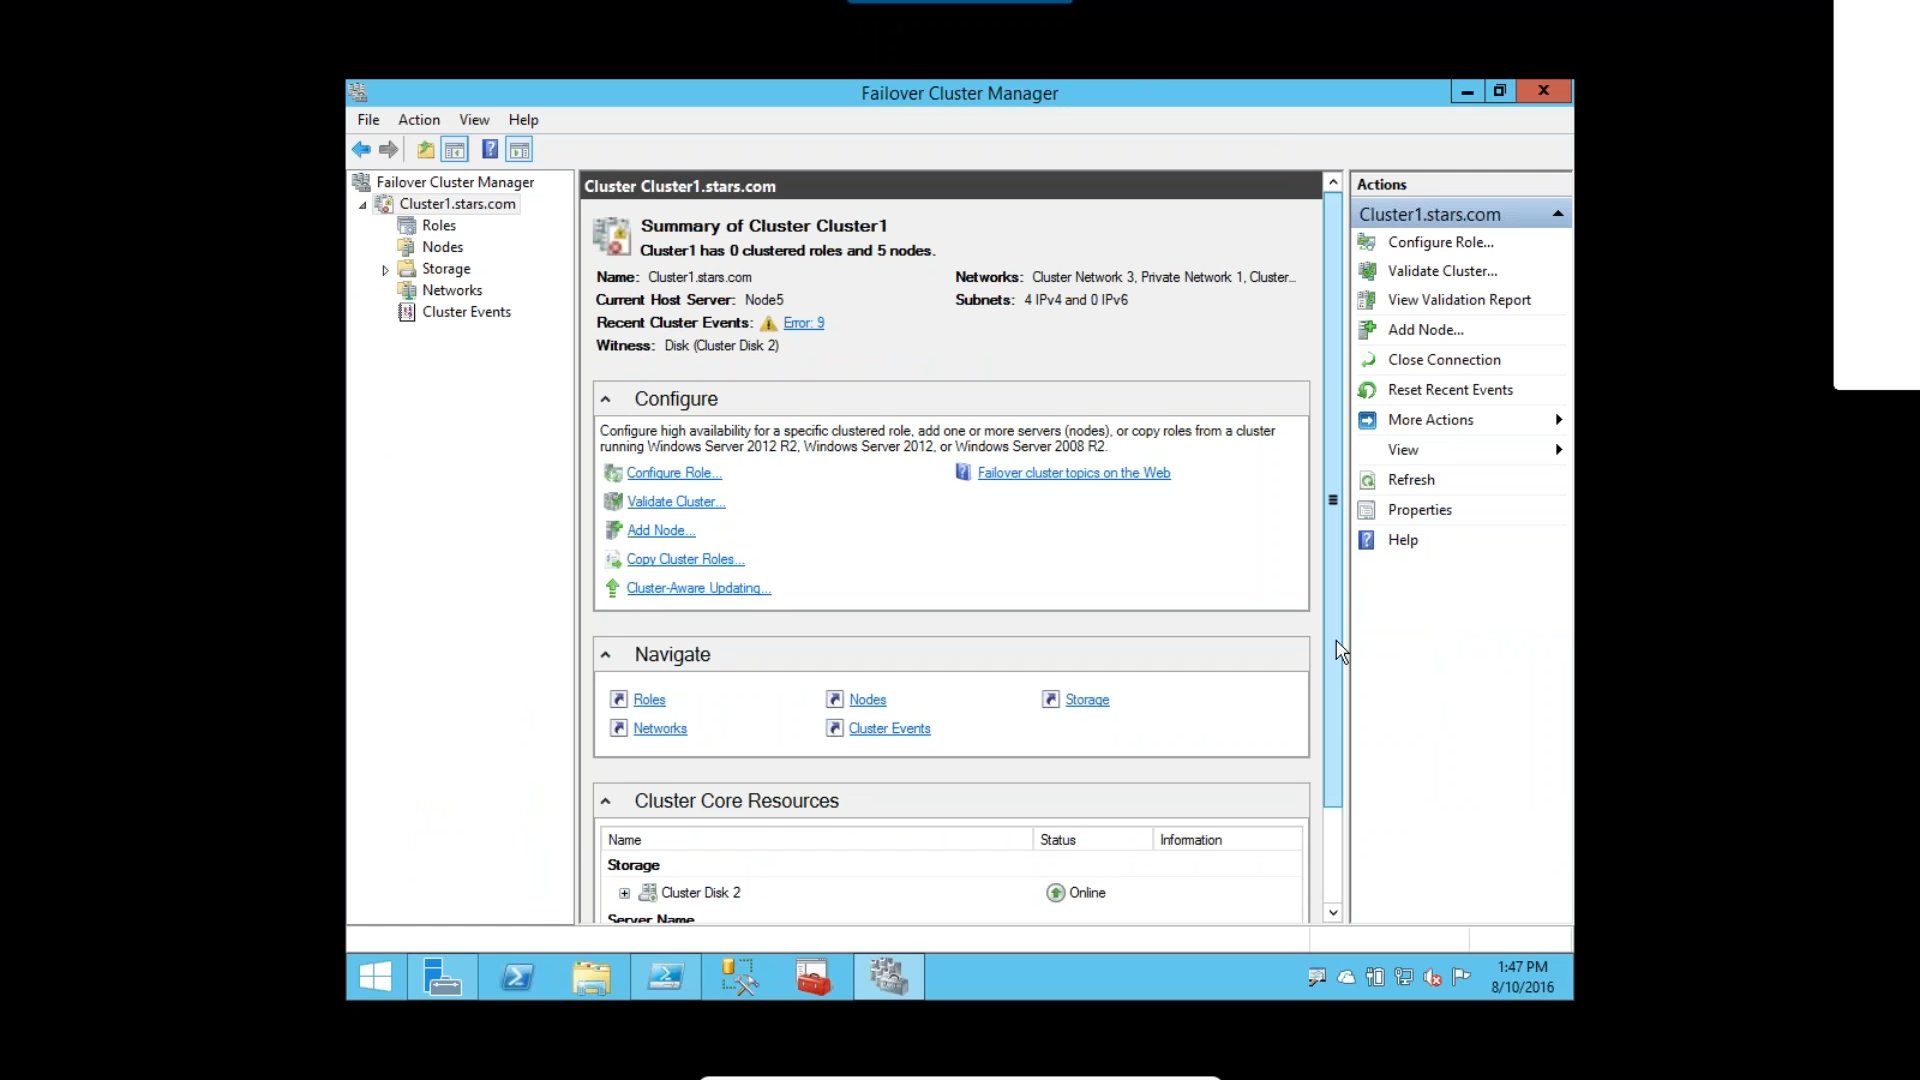 Failover Cluster Manager
File Action View Help
Failover Cluster Manager
Cluster1.stars.com
Roles
Nodes
Storage
Networks
Cluster Events
Cluster Cluster1.stars.com
Summary of Cluster Cluster1
Cluster1 has 0 clustered roles and 5 nodes.
Name: Cluster1.stars.com
Networks: Cluster Network 3, Private Network 1, Cluster...
Current Host Server: Node5
Subnets: 4 IPv4 and 0 IPv6
Recent Cluster Events: Error: 9
Witness: Disk (Cluster Disk 2)
Configure
Configure high availability for a specific clustered role, add one or more servers (nodes), or copy roles from a cluster
running Windows Server 2012 R2, Windows Server 2012, or Windows Server 2008 R2.
Configure Role...
Failover cluster topics on the Web
Validate Cluster...
Add Node...
Copy Cluster Roles...
Cluster-Aware Updating...
Navigate
Roles Nodes Storage
Networks Cluster Events
Cluster Core Resources
Name Status Information
Storage
Cluster Disk 2 Online
Server Name
Actions
Cluster1.stars.com
Configure Role...
Validate Cluster...
View Validation Report
Add Node...
Close Connection
Reset Recent Events
More Actions
View
Refresh
Properties
Help
1:47 PM
8/10/2016